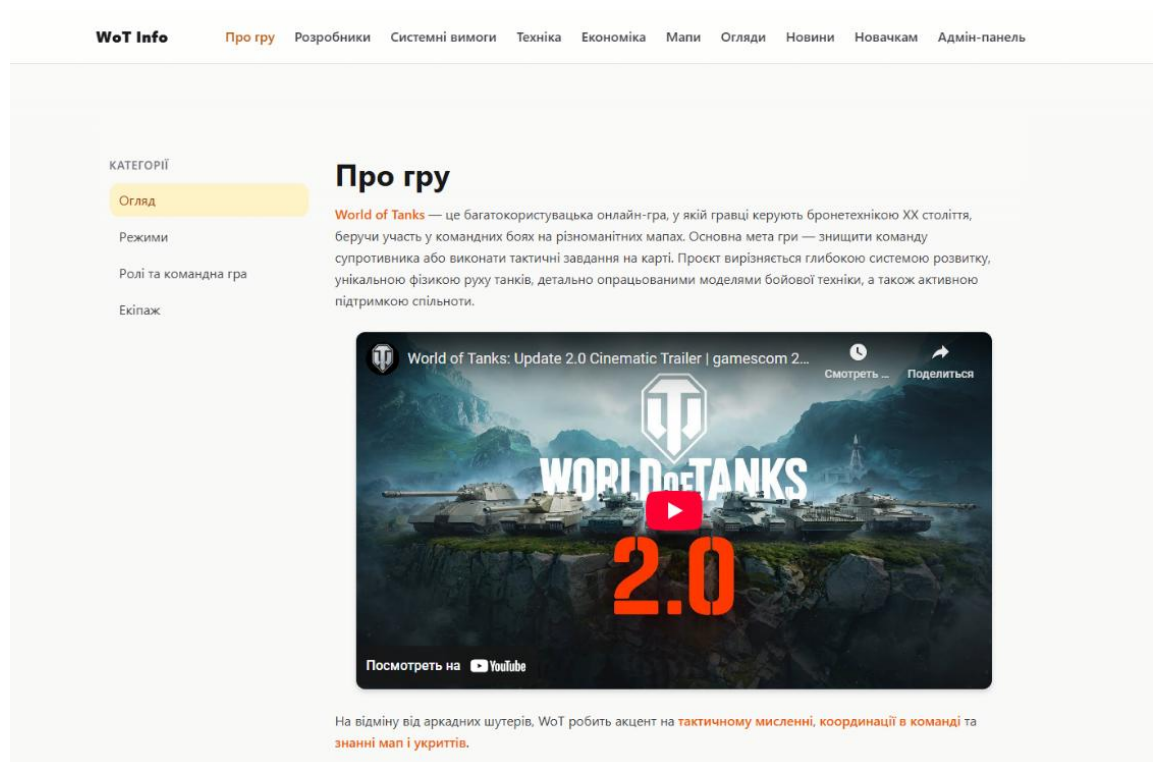 WoT Info Про гру Розробники Системні вимоги Техніка Економіка Мапи Огляди Новини Новачкам Адмін-панель
КАТЕГОРІЇ
Огляд
Режими
Ролі та командна гра
Екіпаж
Про гру
World of Tanks — це багатокористувацька онлайн-гра, у якій гравці керують бронетехнікою XX століття,
беручи участь у командних боях на різноманітних мапах. Основна мета гри — знищити команду
супротивника або виконати тактичні завдання на карті. Проєкт вирізняється глибокою системою розвитку,
унікальною фізикою руху танків, детально опрацьованими моделями бойової техніки, а також активною
підтримкою спільноти.
World of Tanks: Update 2.0 Cinematic Trailer | gamescom 2...
Смотреть ... Поделиться
WORLD OF TANKS
2.0
Посмотреть на YouTube
На відміну від аркадних шутерів, WoT робить акцент на тактичному мисленні, координації в команді та
знанні мап і укриттів.